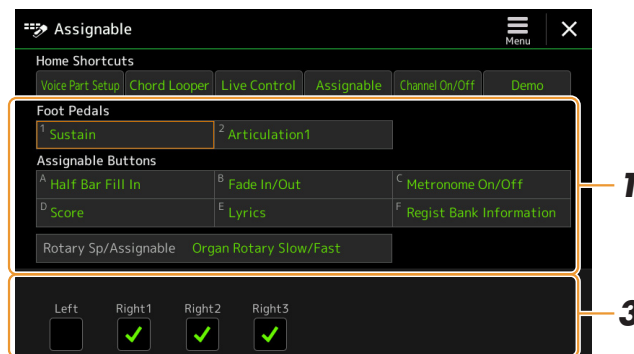 Assignable
Menu
Home Shortcuts
Voice Part Setup Chord Looper Live Control Assignable Channel On/Off Demo
Foot Pedals
1 Sustain 2 Articulation1
Assignable Buttons
A Half Bar Fill In B Fade In/Out C Metronome On/Off
D Score E Lyrics F Regist Bank Information
Rotary Sp/Assignable Organ Rotary Slow/Fast
1
Left Right1 Right2 Right3
3